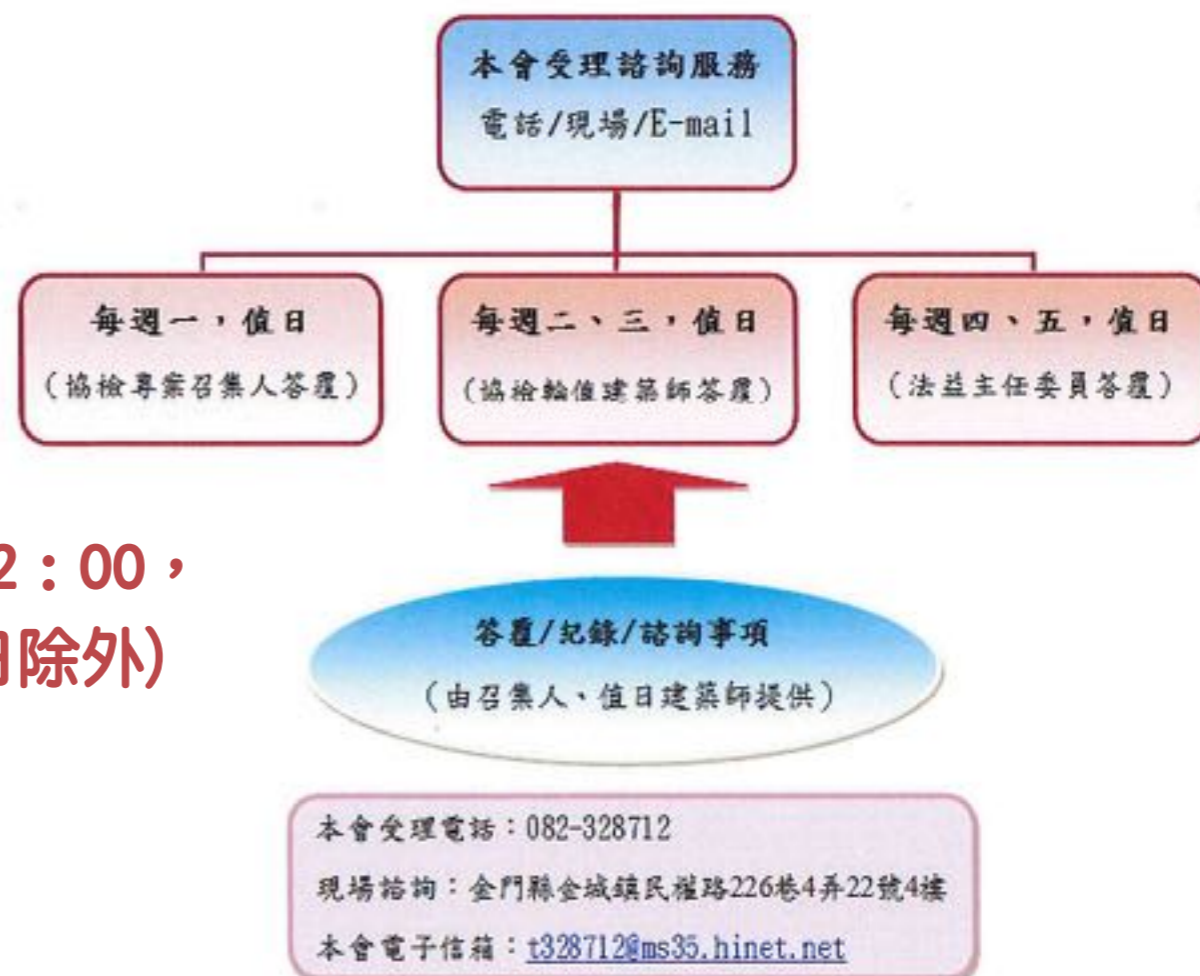 本會受理諮詢服務
電話/現場/E-mail
每週一，值日
（協檢專案召集人答覆）
每週二、三，值日
（協檢輪值建築師答覆）
每週四、五，值日
（法益主任委員答覆）
2：00，
日除外）
答覆/紀錄/諮詢事項
（由召集人、值日建築師提供）
本會受理電話：082-328712
現場諮詢：金門縣金城鎮民權路226巷4弄22號4樓
本會電子信箱：t328712@ms35.hinet.net